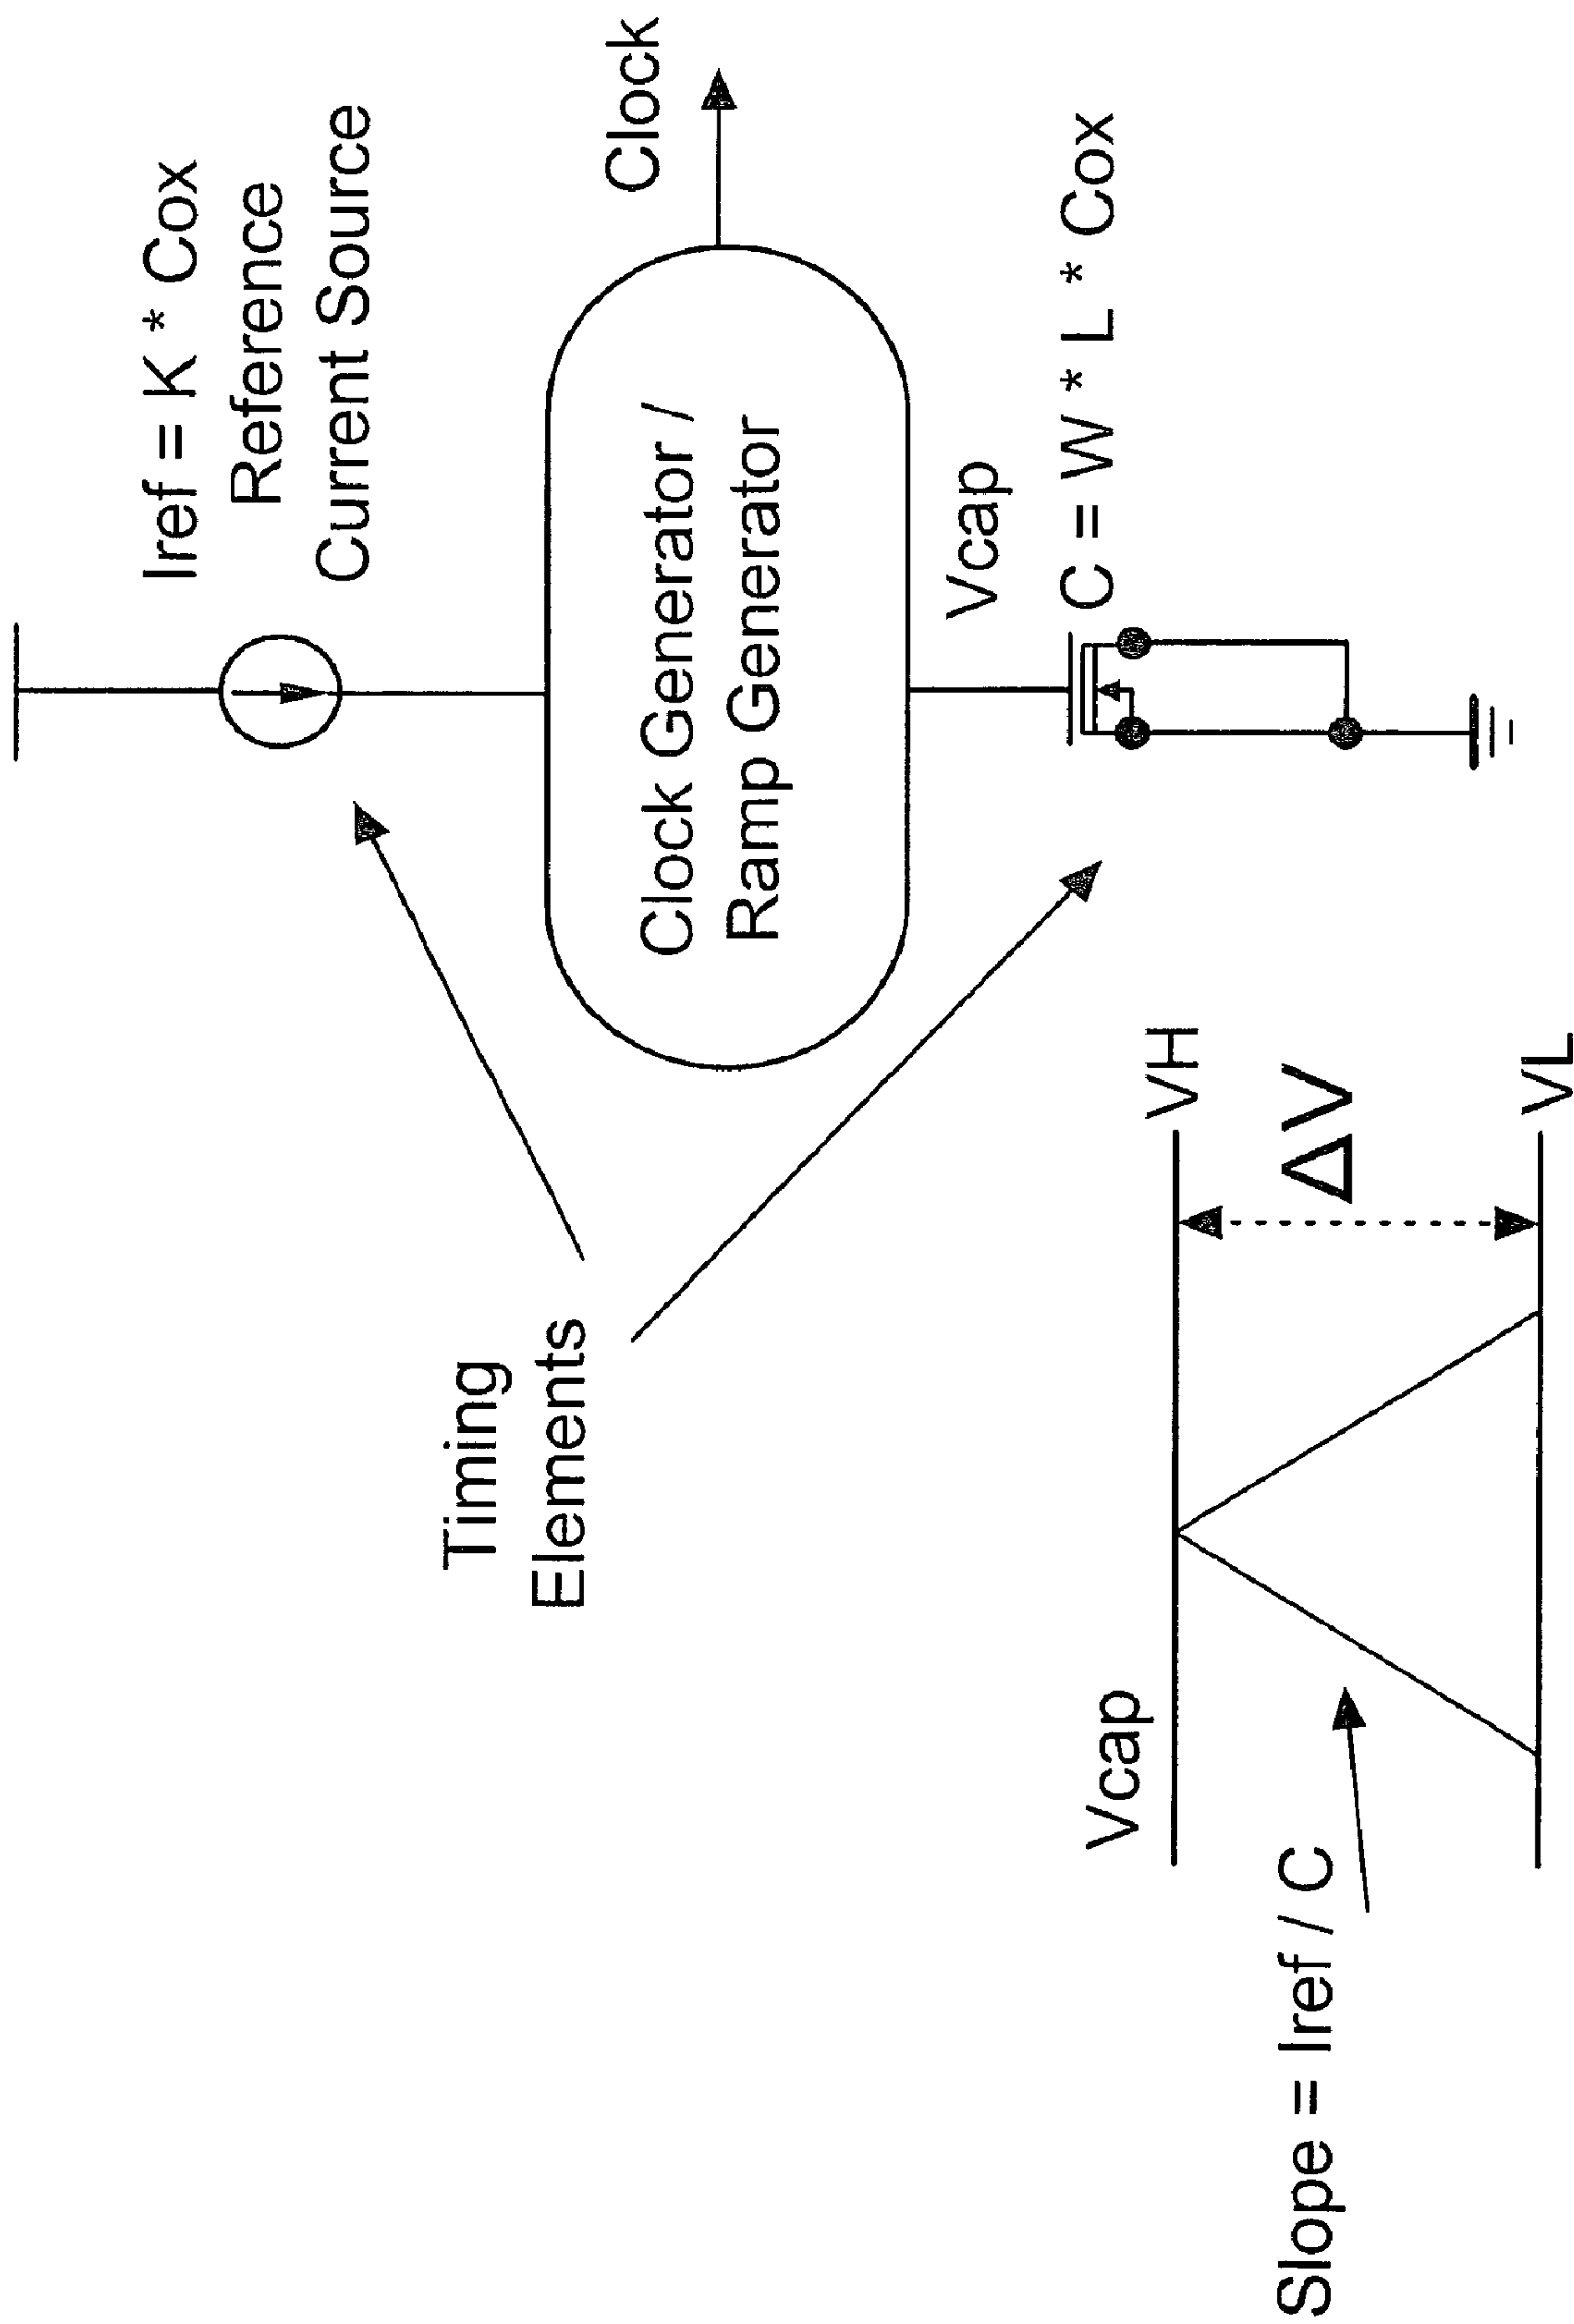 Iref = K * Cox
Reference
Current Source
Clock
Clock Generator /
Ramp Generator
Timing
Elements
Vcap
C = W * L * Cox
Vcap
VH
ΔV
VL
Slope = Iref / C